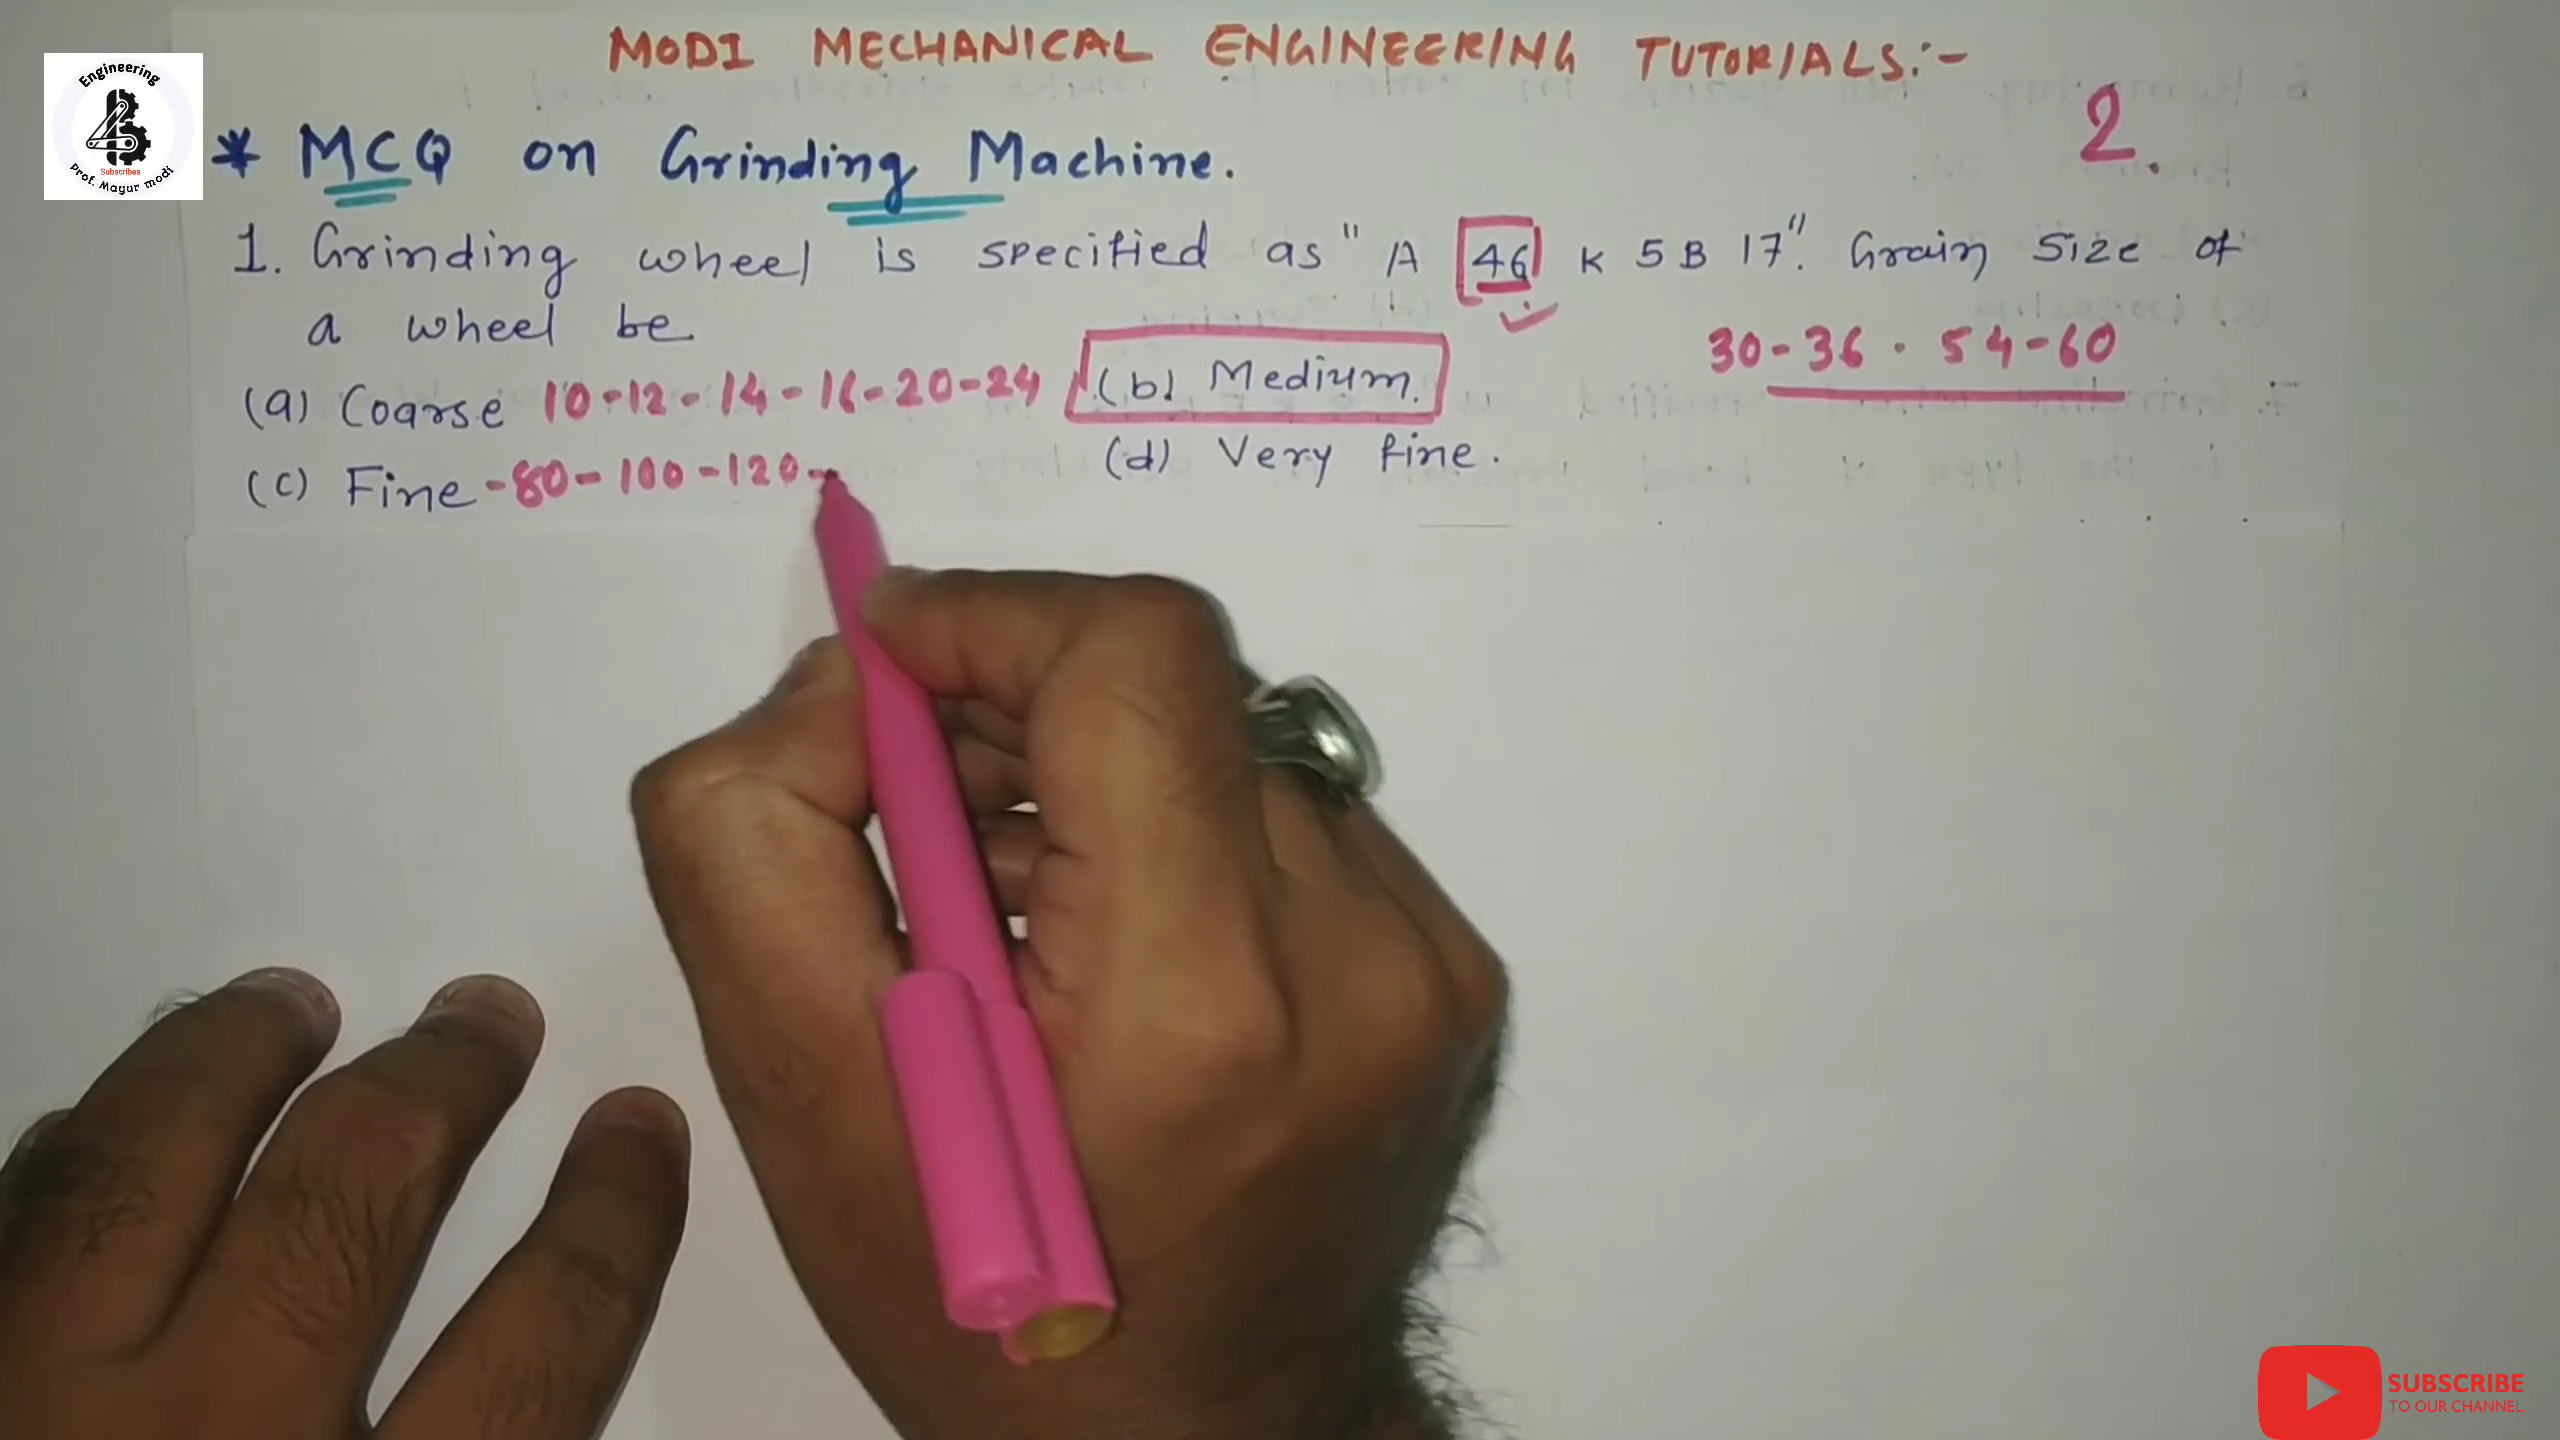 MODI MECHANICAL ENGINEERING TUTORIALS:-
Engineering
Subscribes
Prof. Mayur modi
2.
* MCQ on Grinding Machine.
1. Grinding wheel is specified as " A 46 K 5 B 17". Grain Size of
a wheel be
30-36 · 54-60
(a) Coarse 10-12-14-16-20-24 (b) Medium.
(c) Fine -80-100-120- (d) Very fine.
SUBSCRIBE
TO OUR CHANNEL